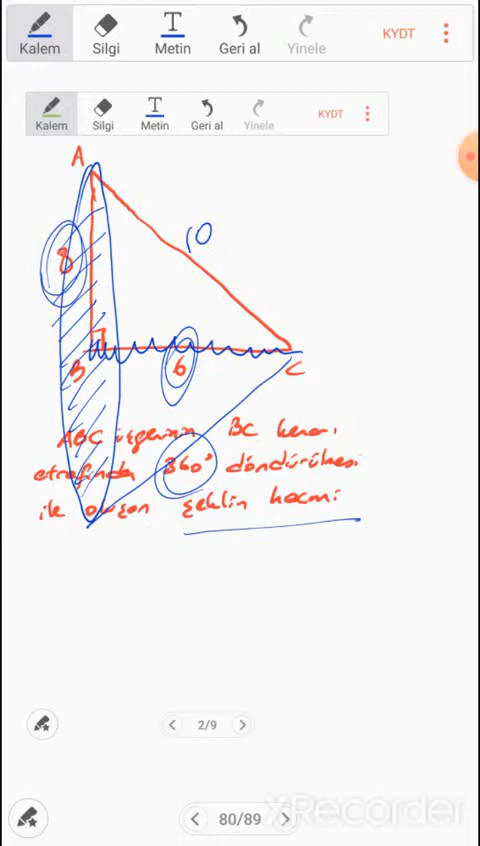 Kalem Silgi Metin Geri al Yinele KYDT
Kalem Silgi Metin Geri al Yinele KYDT
A
10
8
B 6 C
ABC üçgeninin BC kenarı
etrafında 360° döndürülmesi
ile oluşan şeklin hacmi
2/9
80/89
XRecorder